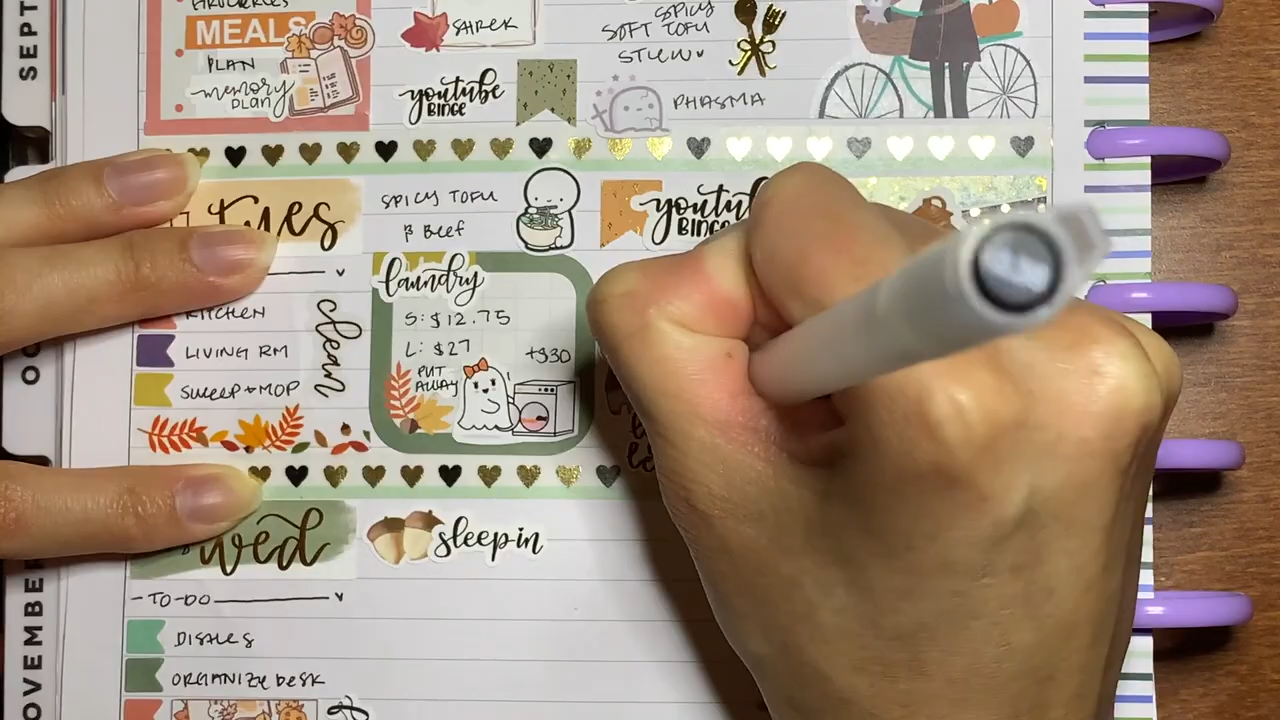 SEPT
MEALS
PLAN
memory
PLAN
SHREK
youtube
BINGE
SPICY
SOFT TOFU
STEW
PHASMA
Tues
SPICY TOFU
Beef
youtu
BINGE
KITCHEN
LIVING RM
SWEEP + MOP
clean
laundry
S: $12.75
L: $27
+$30
PUT
AWAY
wed
sleep in
TO-DO
DISHES
ORGANIZE DESK
OVEMBER